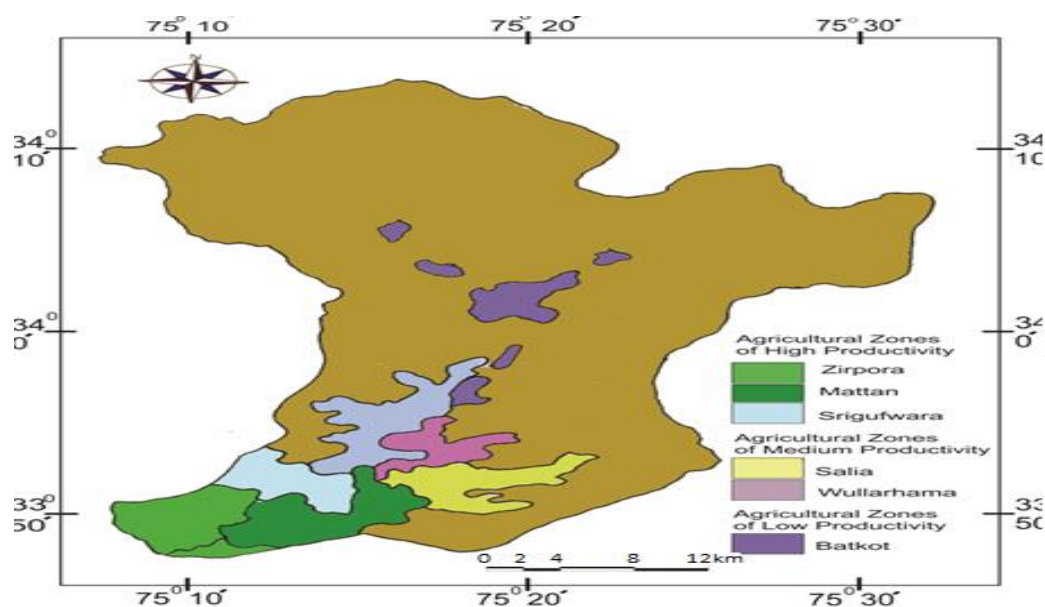 75° 10′ 75° 20′ 75° 30′
N
34° 34
10′ 10′
34° 34
0′ 0′
Agricultural Zones
of High Productivity
Zirpora
Mattan
Srigufwara
Agricultural Zones
of Medium Productivity
Salia
Wullarhama
Agricultural Zones
of Low Productivity
Batkot
33° 33
50′ 50′
0 2 4 8 12km
75° 10′ 75° 20′ 75° 30′